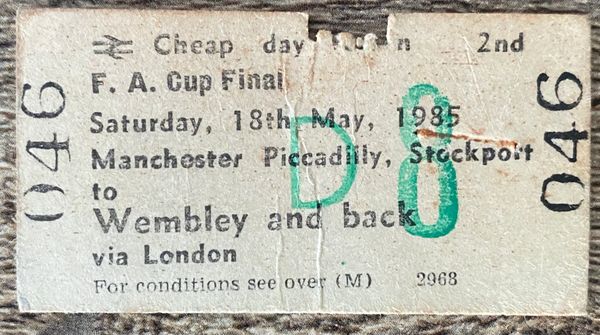 Cheap day 2nd
F. A. Cup Final
Saturday, 18th May, 1985
Manchester Piccadilly, Stockport
to
Wembley and back
via London
For conditions see over (M) 2968
046
046
D 8